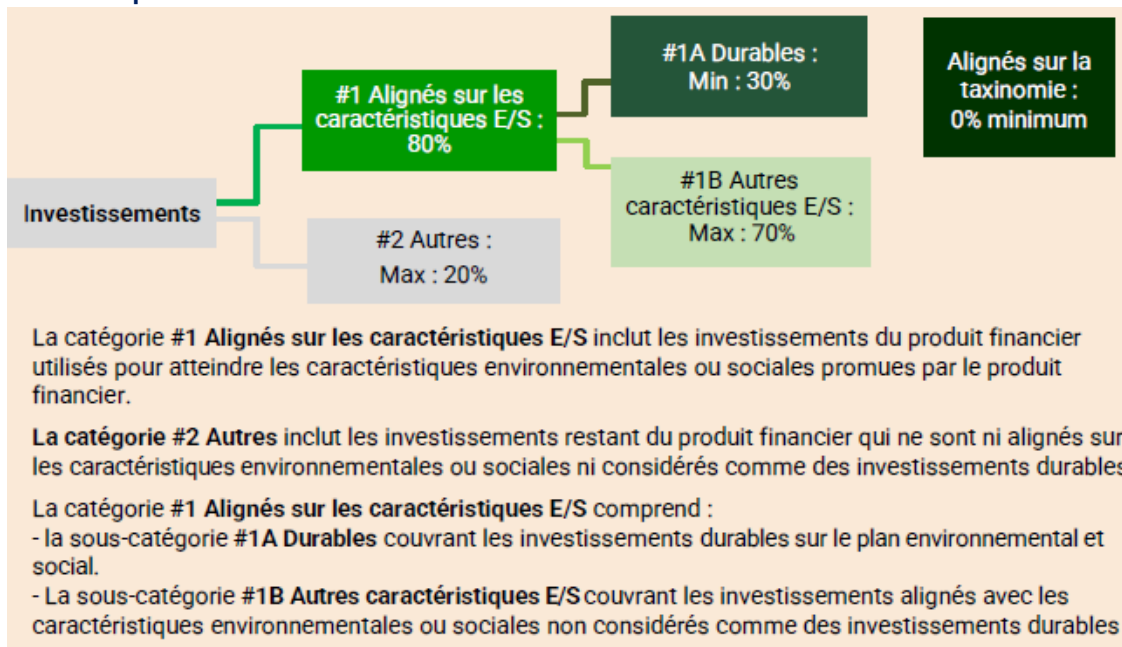 #1A Durables :
Min : 30%
Alignés sur la
taxinomie :
0% minimum
#1 Alignés sur les
caractéristiques E/S :
80%
#1B Autres
caractéristiques E/S :
Max : 70%
Investissements
#2 Autres :
Max : 20%
La catégorie #1 Alignés sur les caractéristiques E/S inclut les investissements du produit financier
utilisés pour atteindre les caractéristiques environnementales ou sociales promues par le produit
financier.
La catégorie #2 Autres inclut les investissements restant du produit financier qui ne sont ni alignés sur
les caractéristiques environnementales ou sociales ni considérés comme des investissements durables
La catégorie #1 Alignés sur les caractéristiques E/S comprend :
- la sous-catégorie #1A Durables couvrant les investissements durables sur le plan environnemental et
social.
- La sous-catégorie #1B Autres caractéristiques E/S couvrant les investissements alignés avec les
caractéristiques environnementales ou sociales non considérés comme des investissements durables